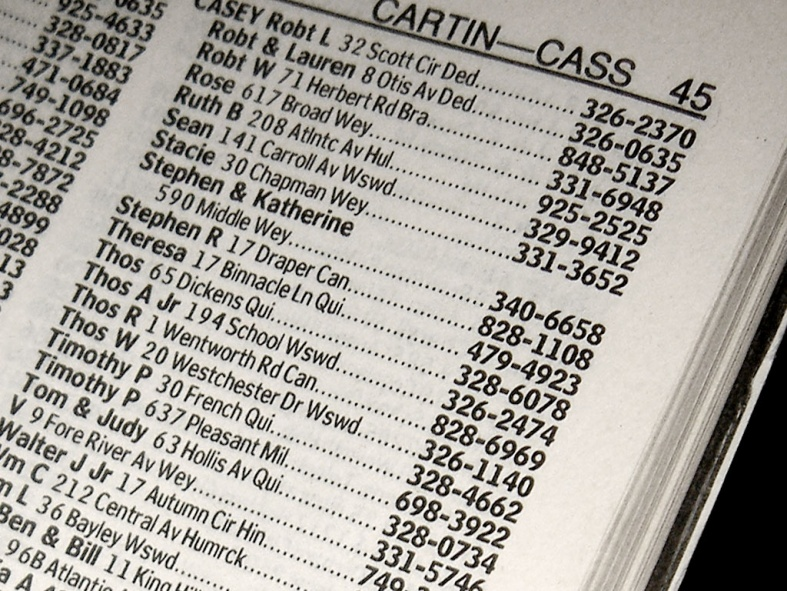 0635
925-4633
328-0817
337-1883
471-0684
749-1098
696-2725
28-4212
8-7872
-2288
4899
028
13
3
CARTIN—CASS 45
CASEY Robt L 32 Scott Cir Ded 326-2370
Robt & Lauren 8 Otis Av Ded 326-0635
Robt W 71 Herbert Rd Bra 848-5137
Rose 617 Broad Wey 331-6948
Ruth B 208 Atlntc Av Hul 925-2525
Sean 141 Carroll Av Wswd 329-9412
Stacie 30 Chapman Wey 331-3652
Stephen & Katherine
590 Middle Wey 340-6658
Stephen R 17 Draper Can 828-1108
Theresa 17 Binnacle Ln Qui 479-4923
Thos 65 Dickens Qui 328-6078
Thos A Jr 194 School Wswd 326-2474
Thos R 1 Wentworth Rd Can 828-6969
Thos W 20 Westchester Dr Wswd 326-1140
Timothy P 30 French Qui 328-4662
Timothy P 637 Pleasant Mil 698-3922
Tom & Judy 63 Hollis Av Qui 328-0734
V 9 Fore River Av Wey 331-5746
Walter J Jr 17 Autumn Cir Hin 749-
m C 212 Central Av Humrck
m L 36 Bayley Wswd
Ben & Bill 11 King
96B Atlantic